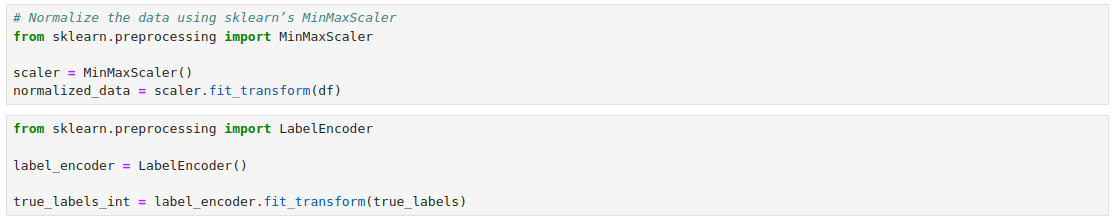 # Normalize the data using sklearn’s MinMaxScaler
from sklearn.preprocessing import MinMaxScaler
scaler = MinMaxScaler()
normalized_data = scaler.fit_transform(df)
from sklearn.preprocessing import LabelEncoder
label_encoder = LabelEncoder()
true_labels_int = label_encoder.fit_transform(true_labels)